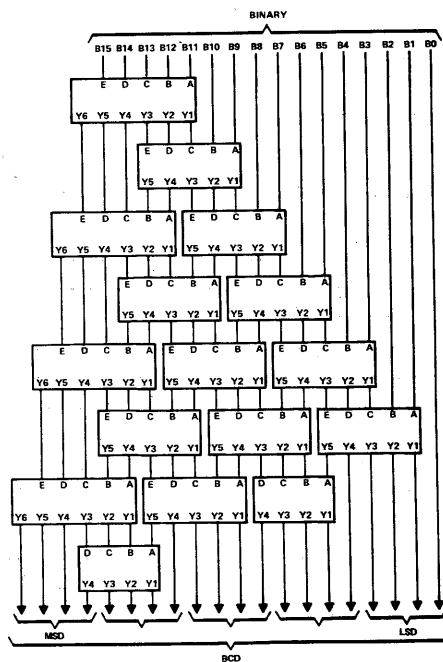 BINARY
B15 B14 B13 B12 B11 B10 B9 B8 B7 B6 B5 B4 B3 B2 B1 B0
E D C B A
Y6 Y5 Y4 Y3 Y2 Y1
E D C B A
Y5 Y4 Y3 Y2 Y1
E D C B A E D C B A
Y6 Y5 Y4 Y3 Y2 Y1 Y5 Y4 Y3 Y2 Y1
E D C B A E D C B A
Y5 Y4 Y3 Y2 Y1 Y5 Y4 Y3 Y2 Y1
E D C B A E D C B A E D C B A
Y6 Y5 Y4 Y3 Y2 Y1 Y5 Y4 Y3 Y2 Y1 Y5 Y4 Y3 Y2 Y1
E D C B A E D C B A E D C B A
Y5 Y4 Y3 Y2 Y1 Y5 Y4 Y3 Y2 Y1 Y5 Y4 Y3 Y2 Y1
E D C B A E D C B A D C B A
Y6 Y5 Y4 Y3 Y2 Y1 Y5 Y4 Y3 Y2 Y1 Y4 Y3 Y2 Y1
D C B A
Y4 Y3 Y2 Y1
MSD LSD
BCD